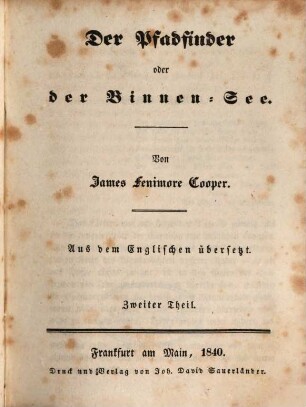 Der Pfadfinder
oder
der Binnen-See.
Von
James Fenimore Cooper.
Aus dem Englischen übersetzt.
Zweiter Theil.
Frankfurt am Main, 1840.
Druck und Verlag von Joh. David Sauerländer.